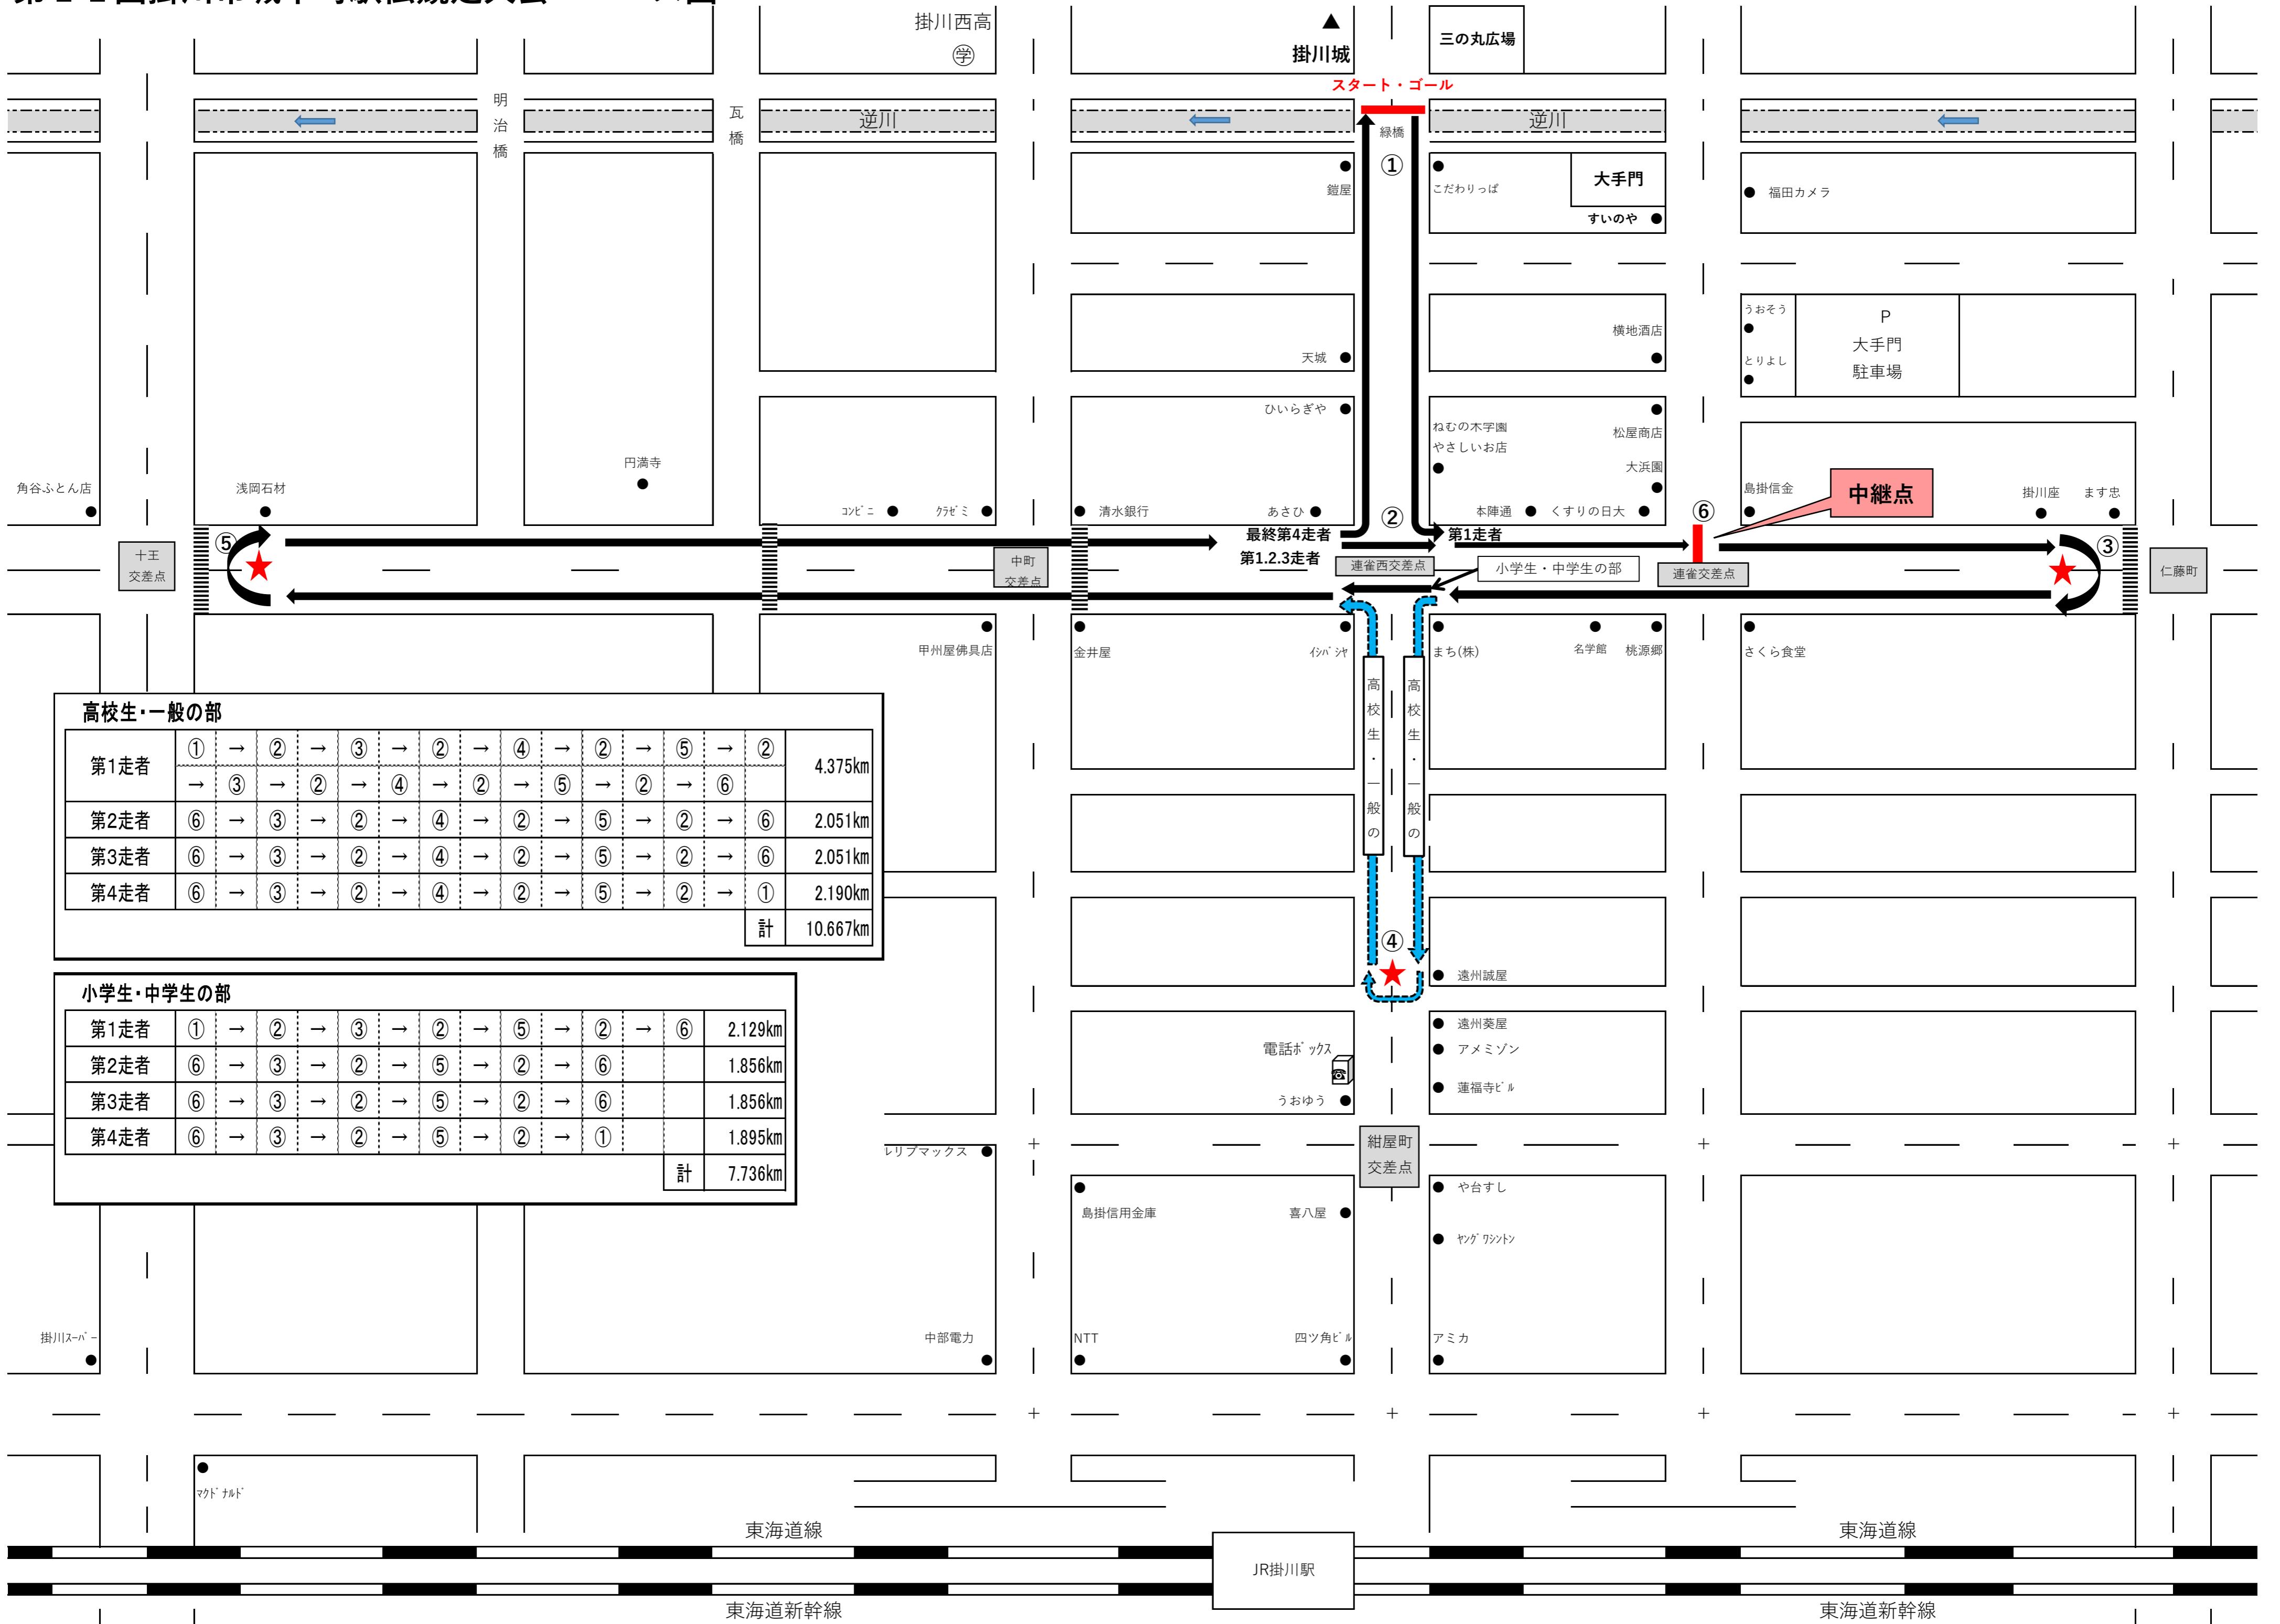 掛川西高
学
▲
掛川城
三の丸広場
スタート・ゴール
明治橋
瓦橋
逆川
緑橋
逆川
①
鎧屋
こだわりっぱ
大手門
すいのや
福田カメラ
天城
横地酒店
うおそう
とりよし
P
大手門
駐車場
ひいらぎや
ねむの木学園
やさしいお店
松屋商店
大浜園
円満寺
角谷ふとん店
浅岡石材
コンビニ
クラゼミ
清水銀行
あさひ
②
本陣通
くすりの日大
⑥
島掛信金
中継点
掛川座
ます忠
最終第4走者
第1走者
第1.2.3走者
⑤
③
十王
交差点
中町
交差点
連雀西交差点
小学生・中学生の部
連雀交差点
仁藤町
甲州屋佛具店
金井屋
イシバシヤ
まち(株)
名学館
桃源郷
さくら食堂
高校生・一般の
高校生・一般の
高校生・一般の部
第1走者 ① → ② → ③ → ② → ④ → ② → ⑤ → ② 4.375km
→ ③ → ② → ④ → ② → ⑤ → ② → ⑥
第2走者 ⑥ → ③ → ② → ④ → ② → ⑤ → ② → ⑥ 2.051km
第3走者 ⑥ → ③ → ② → ④ → ② → ⑤ → ② → ⑥ 2.051km
第4走者 ⑥ → ③ → ② → ④ → ② → ⑤ → ② → ① 2.190km
計 10.667km
④
遠州誠屋
小学生・中学生の部
第1走者 ① → ② → ③ → ② → ⑤ → ② → ⑥ 2.129km
第2走者 ⑥ → ③ → ② → ⑤ → ② → ⑥ 1.856km
第3走者 ⑥ → ③ → ② → ⑤ → ② → ⑥ 1.856km
第4走者 ⑥ → ③ → ② → ⑤ → ② → ① 1.895km
計 7.736km
遠州葵屋
アメミゾン
蓮福寺ビル
電話ボックス
うおゆう
紺屋町
交差点
レリブマックス
島掛信用金庫
喜八屋
や台すし
ヤングワシントン
掛川スーパー
中部電力
NTT
四ツ角ビル
アミカ
マクドナルド
東海道線
東海道線
JR掛川駅
東海道新幹線
東海道新幹線